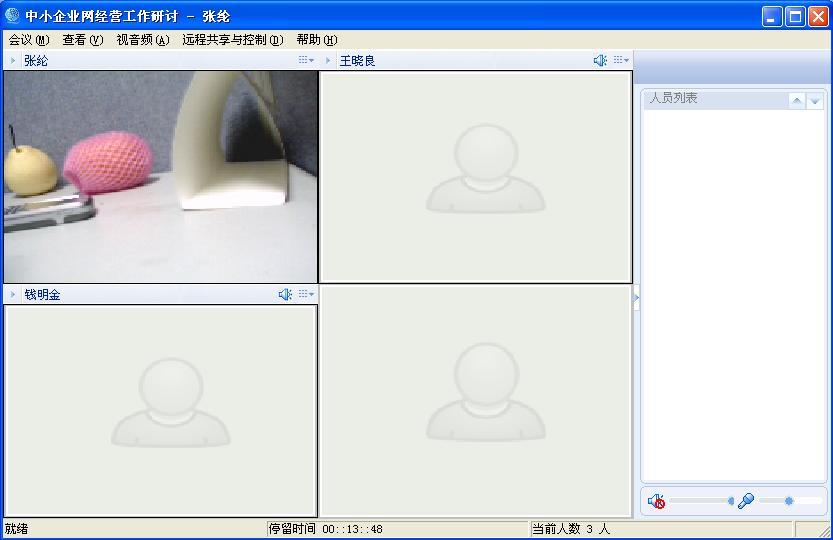 中小企业网经营工作研讨 - 张纶
会议(M) 查看(V) 视音频(A) 远程共享与控制(D) 帮助(H)
张纶
王晓良
人员列表
钱明金
就绪
停留时间 00::13::48
当前人数 3 人